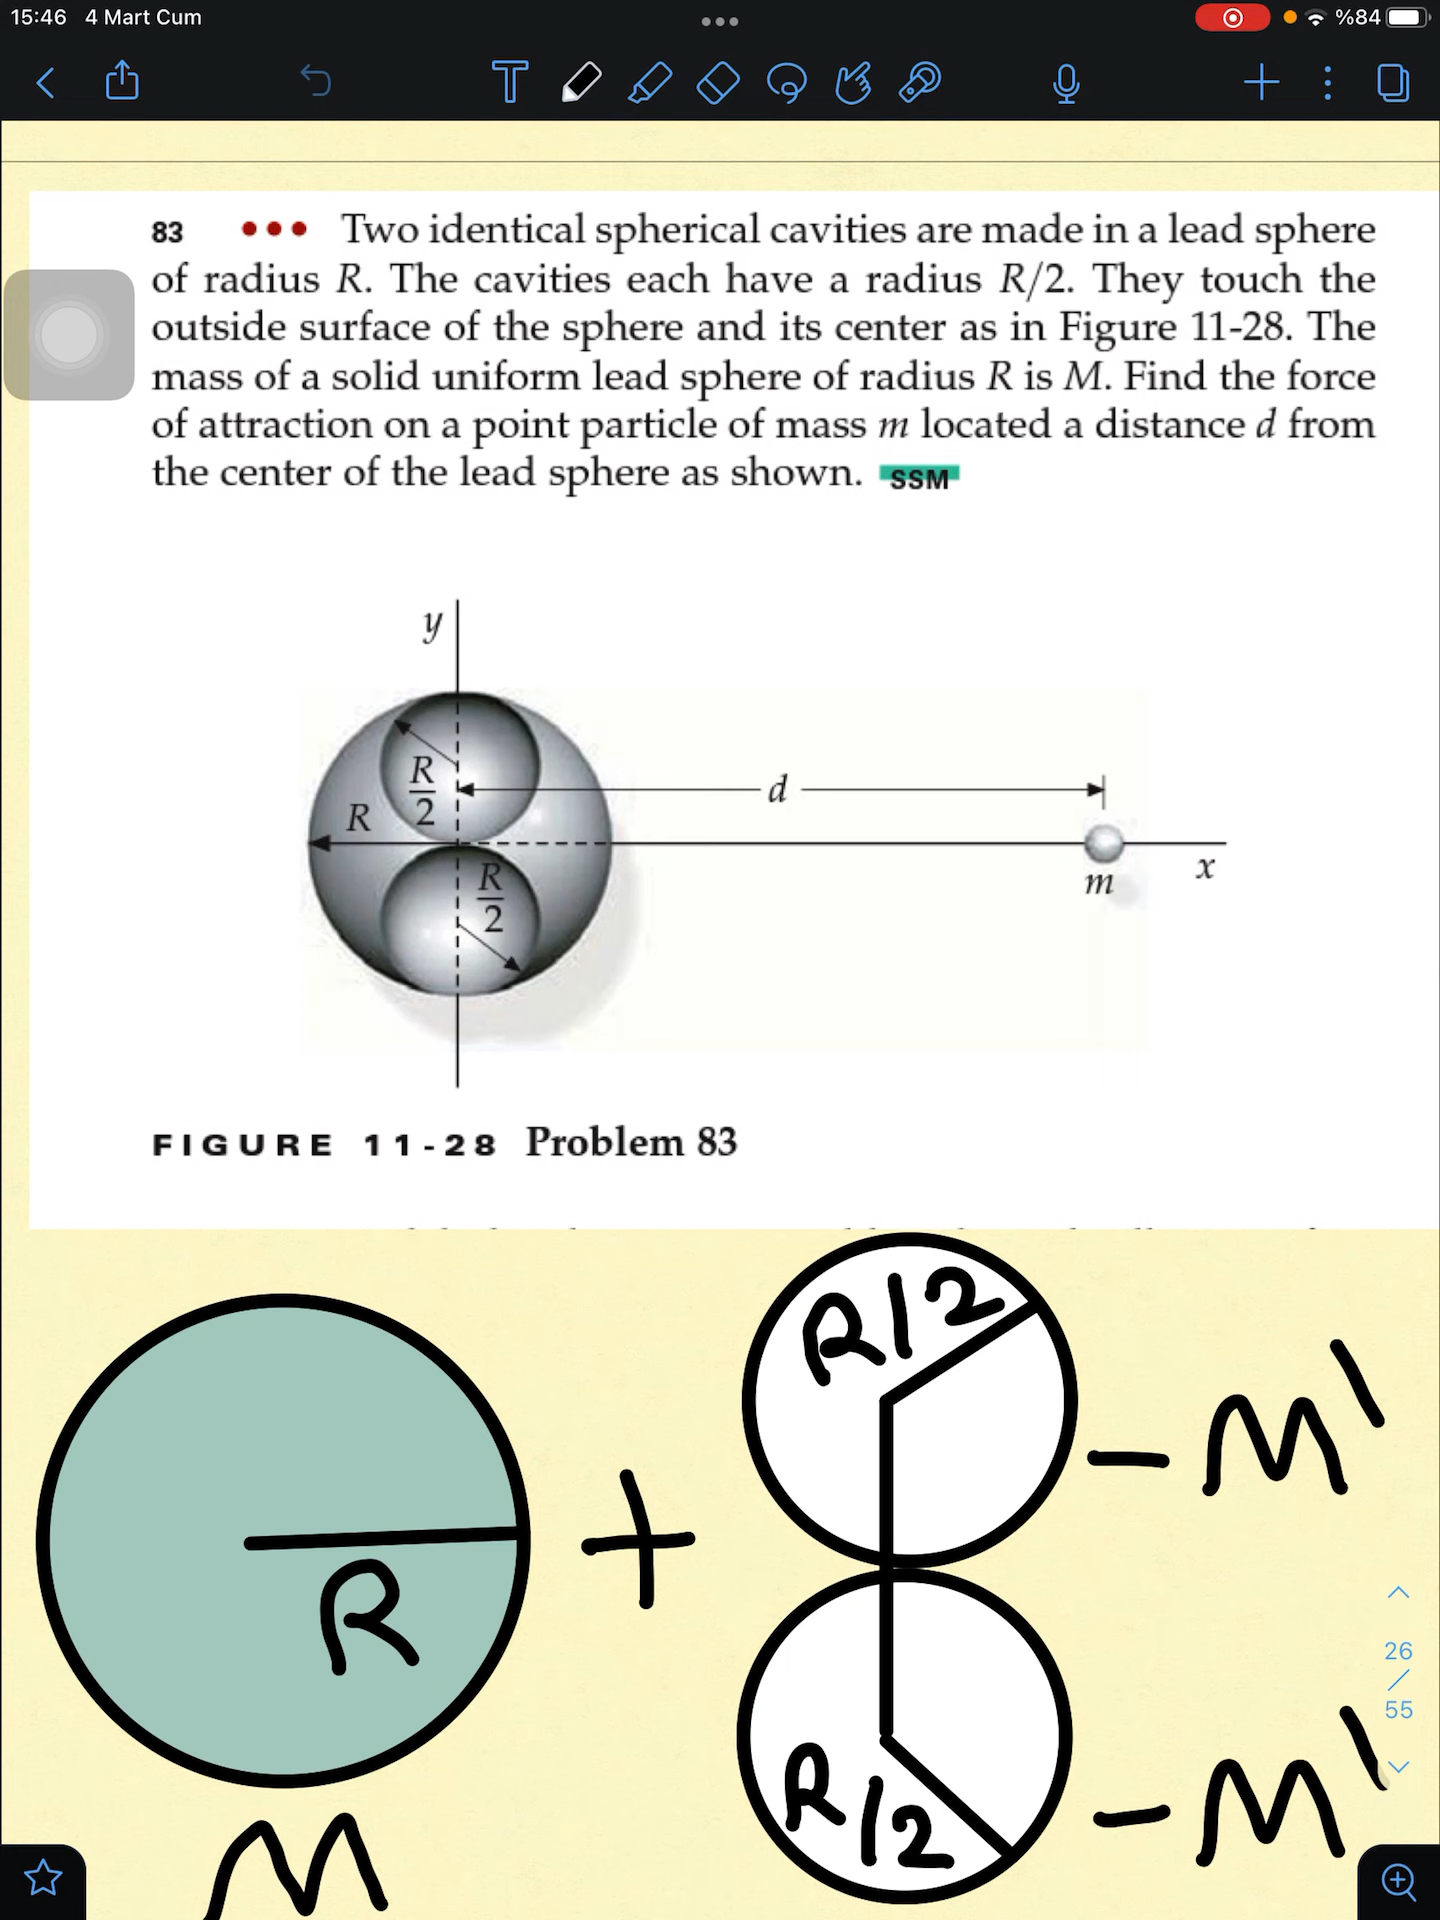 15:46 4 Mart Cum
%84
T
83 ••• Two identical spherical cavities are made in a lead sphere
of radius R. The cavities each have a radius R/2. They touch the
outside surface of the sphere and its center as in Figure 11-28. The
mass of a solid uniform lead sphere of radius R is M. Find the force
of attraction on a point particle of mass m located a distance d from
the center of the lead sphere as shown. SSM
y
R/2
d
R
R/2
m
x
FIGURE 11-28 Problem 83
R/2
-M'
+
R
26
/
55
R/2
-M'
M